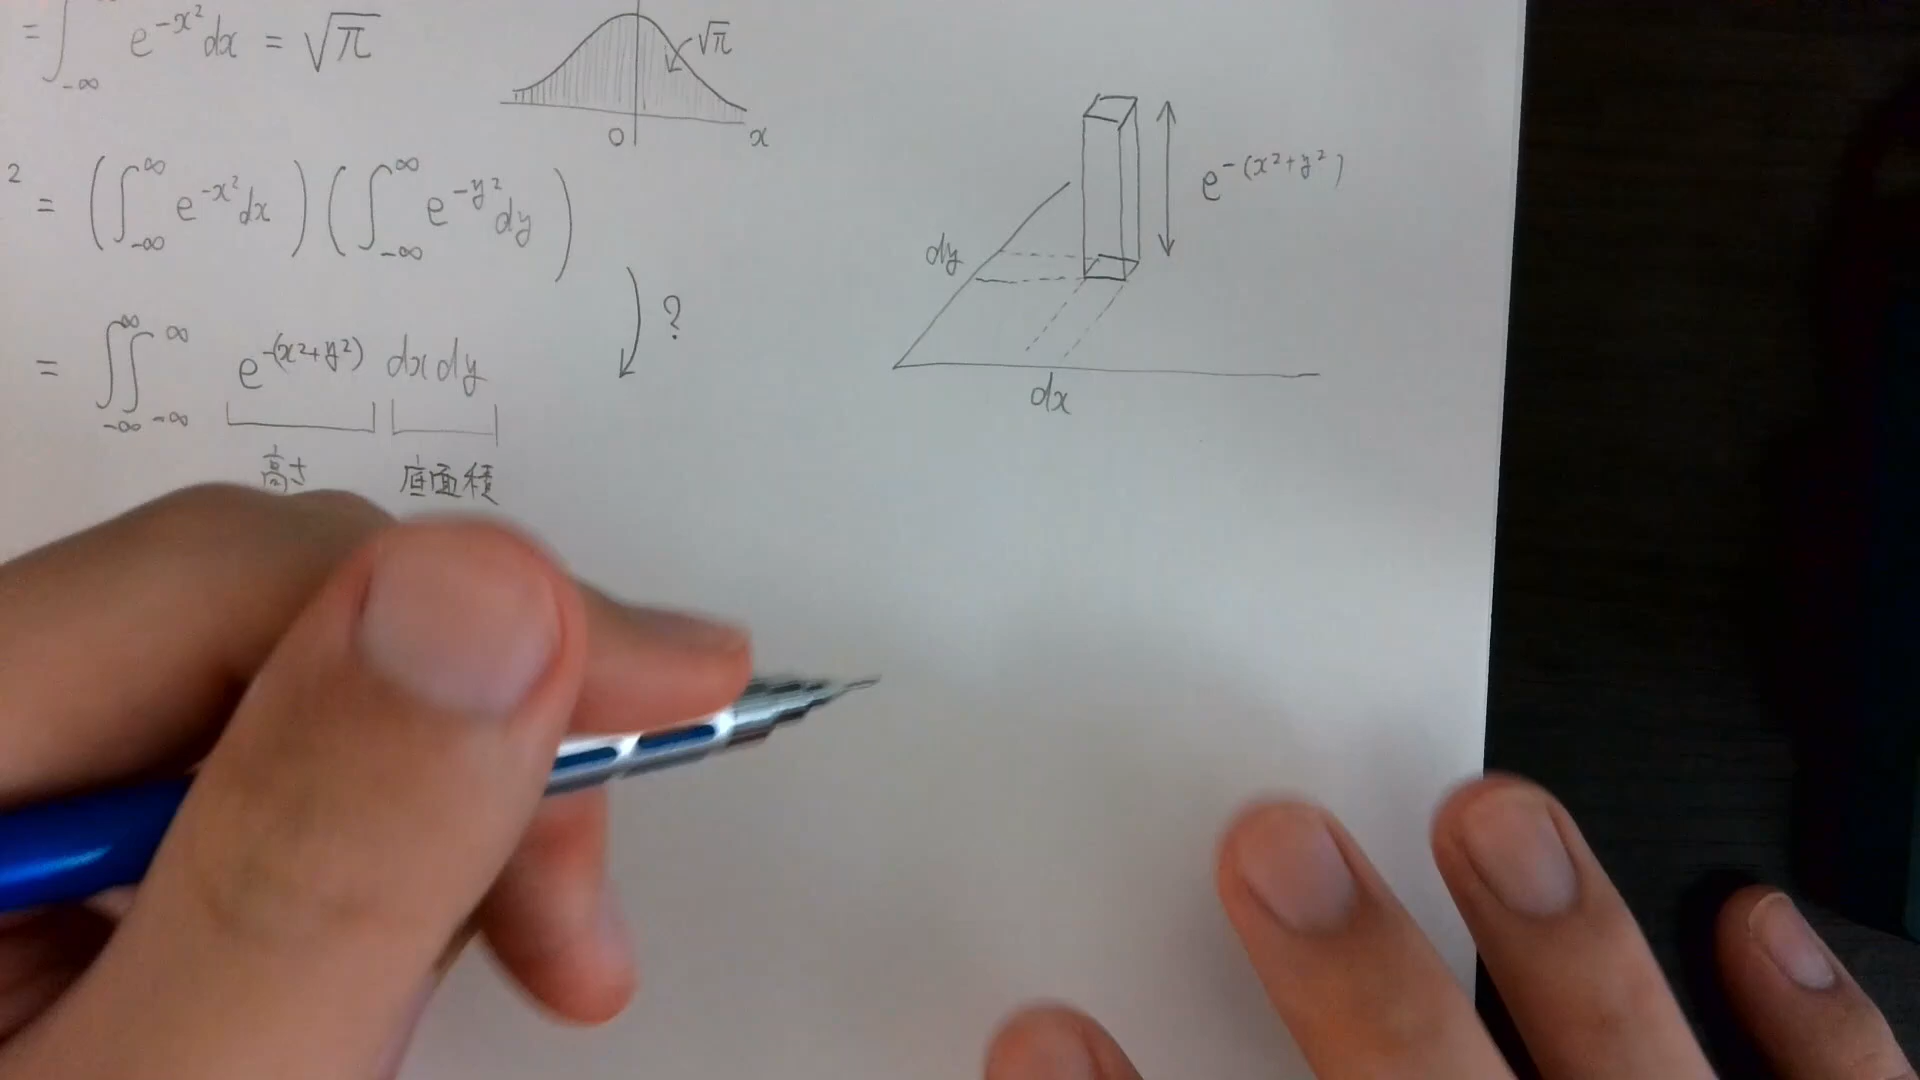 = ∫_{-∞} e^{-x²} dx = √π
√π
0
x
² = (∫_{-∞}^{∞} e^{-x²} dx) (∫_{-∞}^{∞} e^{-y²} dy)
?
= ∬_{-∞ -∞}^{∞ ∞} e^{-(x²+y²)} dx dy
高さ 底面積
e^{-(x²+y²)}
dy
dx